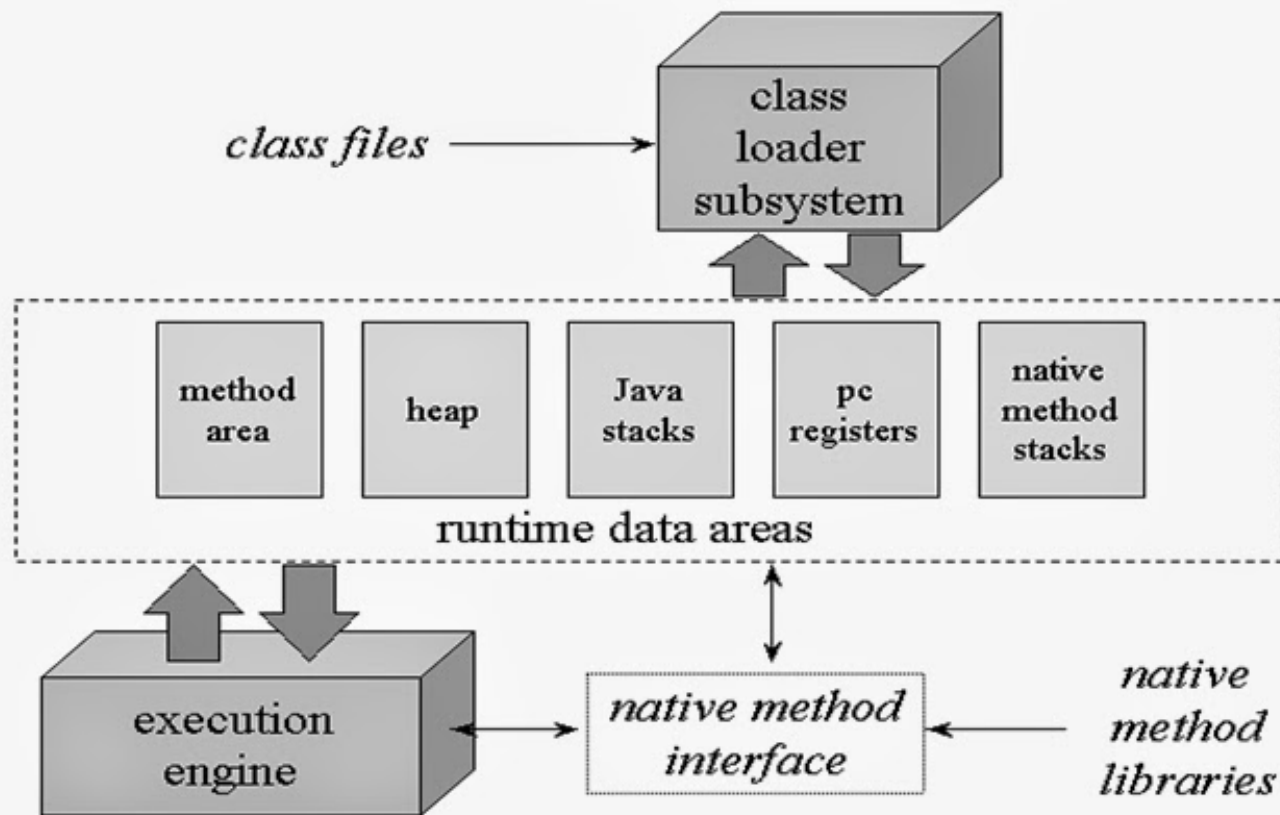 class
loader
subsystem
class files
method
area
heap
Java
stacks
pc
registers
native
method
stacks
runtime data areas
execution
engine
native method
interface
native
method
libraries